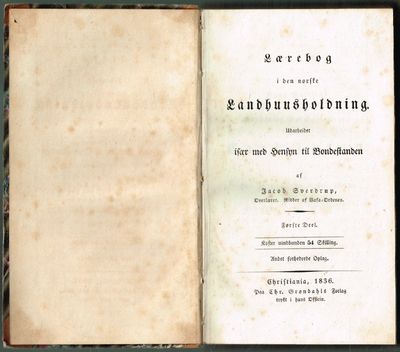 Lærebog
i den norske
Landhuusholdning.
Udarbeidet
især med Hensyn til Bondestanden
af
Jacob Sverdrup,
Overlærer. Ridder af Vasa-Ordenen.
Første Deel.
Koster uindbunden 54 Skilling.
Andet forbedrede Oplag.
Christiania, 1836.
Paa Chr. Grøndahls Forlag
trykt i hans Officin.